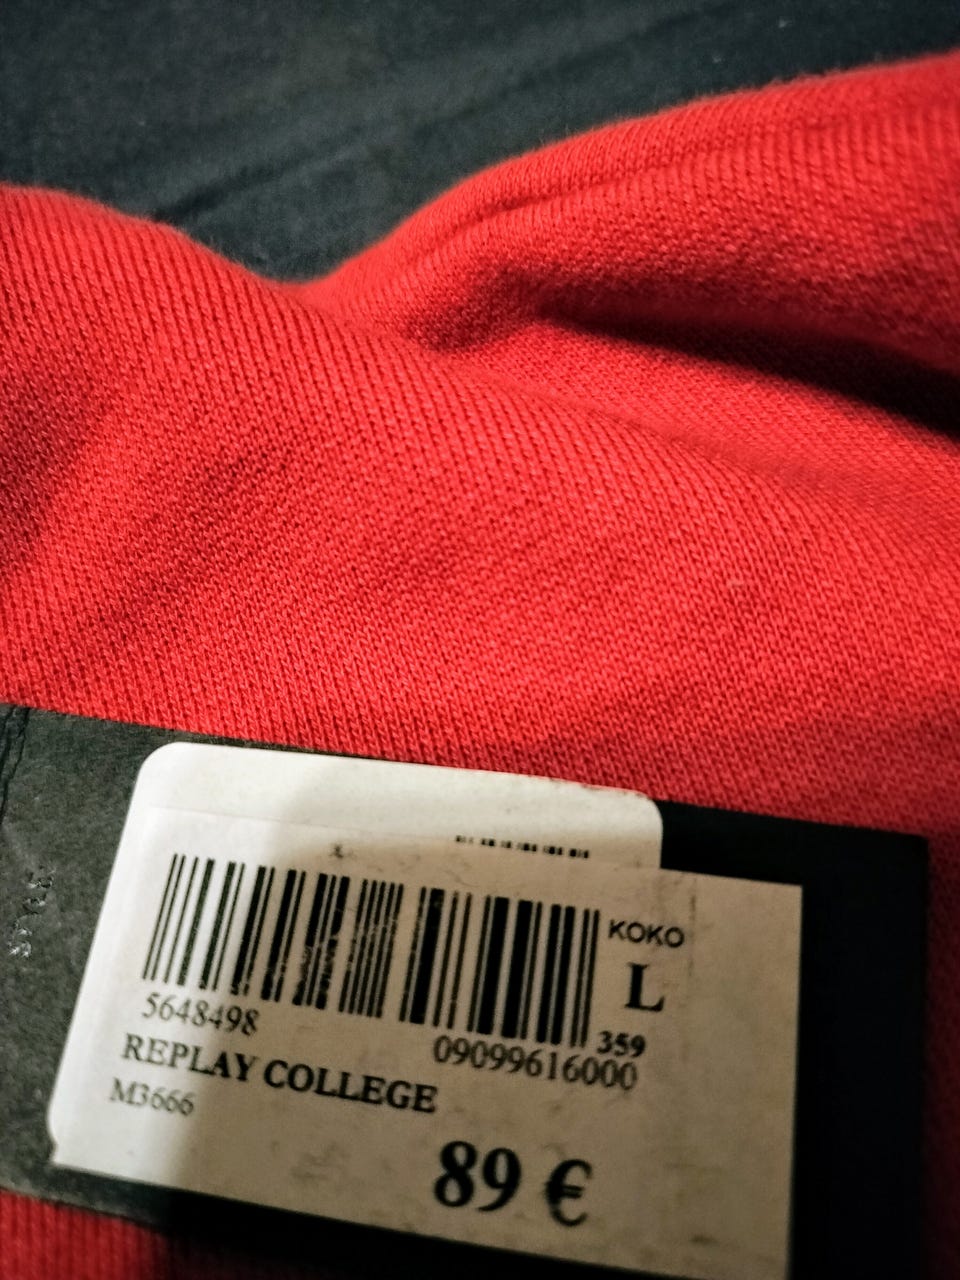 KOKO
L
359
5648498
09099616000
REPLAY COLLEGE
M3666
89 €